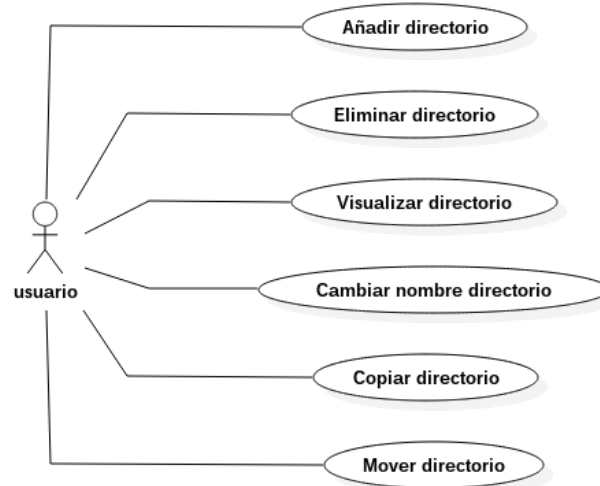 Añadir directorio
Eliminar directorio
Visualizar directorio
usuario
Cambiar nombre directorio
Copiar directorio
Mover directorio